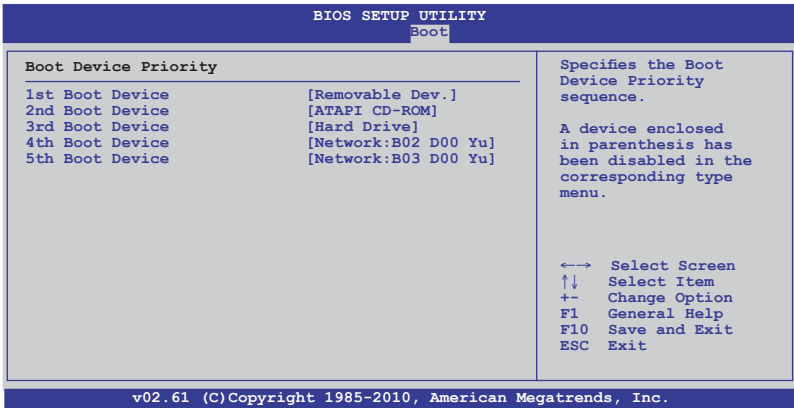 BIOS SETUP UTILITY
Boot
Boot Device Priority
1st Boot Device [Removable Dev.]
2nd Boot Device [ATAPI CD-ROM]
3rd Boot Device [Hard Drive]
4th Boot Device [Network:B02 D00 Yu]
5th Boot Device [Network:B03 D00 Yu]
Specifies the Boot
Device Priority
sequence.
A device enclosed
in parenthesis has
been disabled in the
corresponding type
menu.
←→ Select Screen
↑↓ Select Item
+- Change Option
F1 General Help
F10 Save and Exit
ESC Exit
v02.61 (C)Copyright 1985-2010, American Megatrends, Inc.